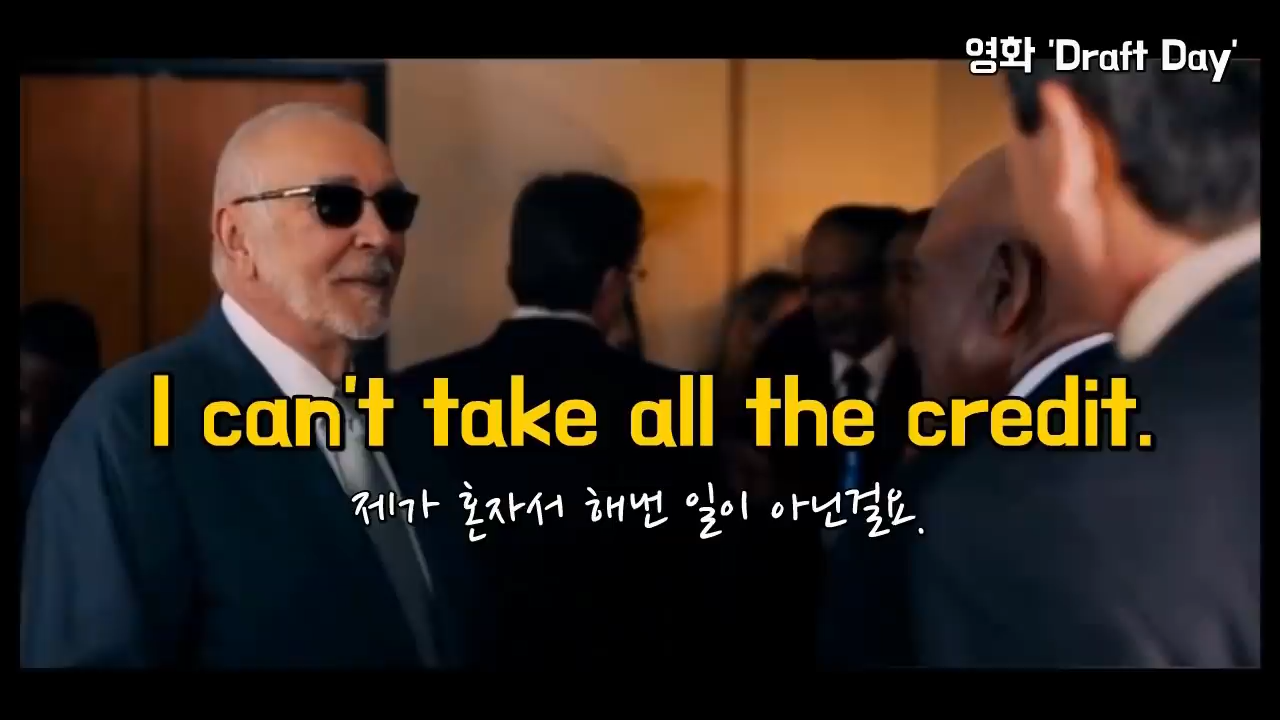 영화 'Draft Day'
I can't take all the credit.
제가 혼자서 해번 일이 아닌걸요.